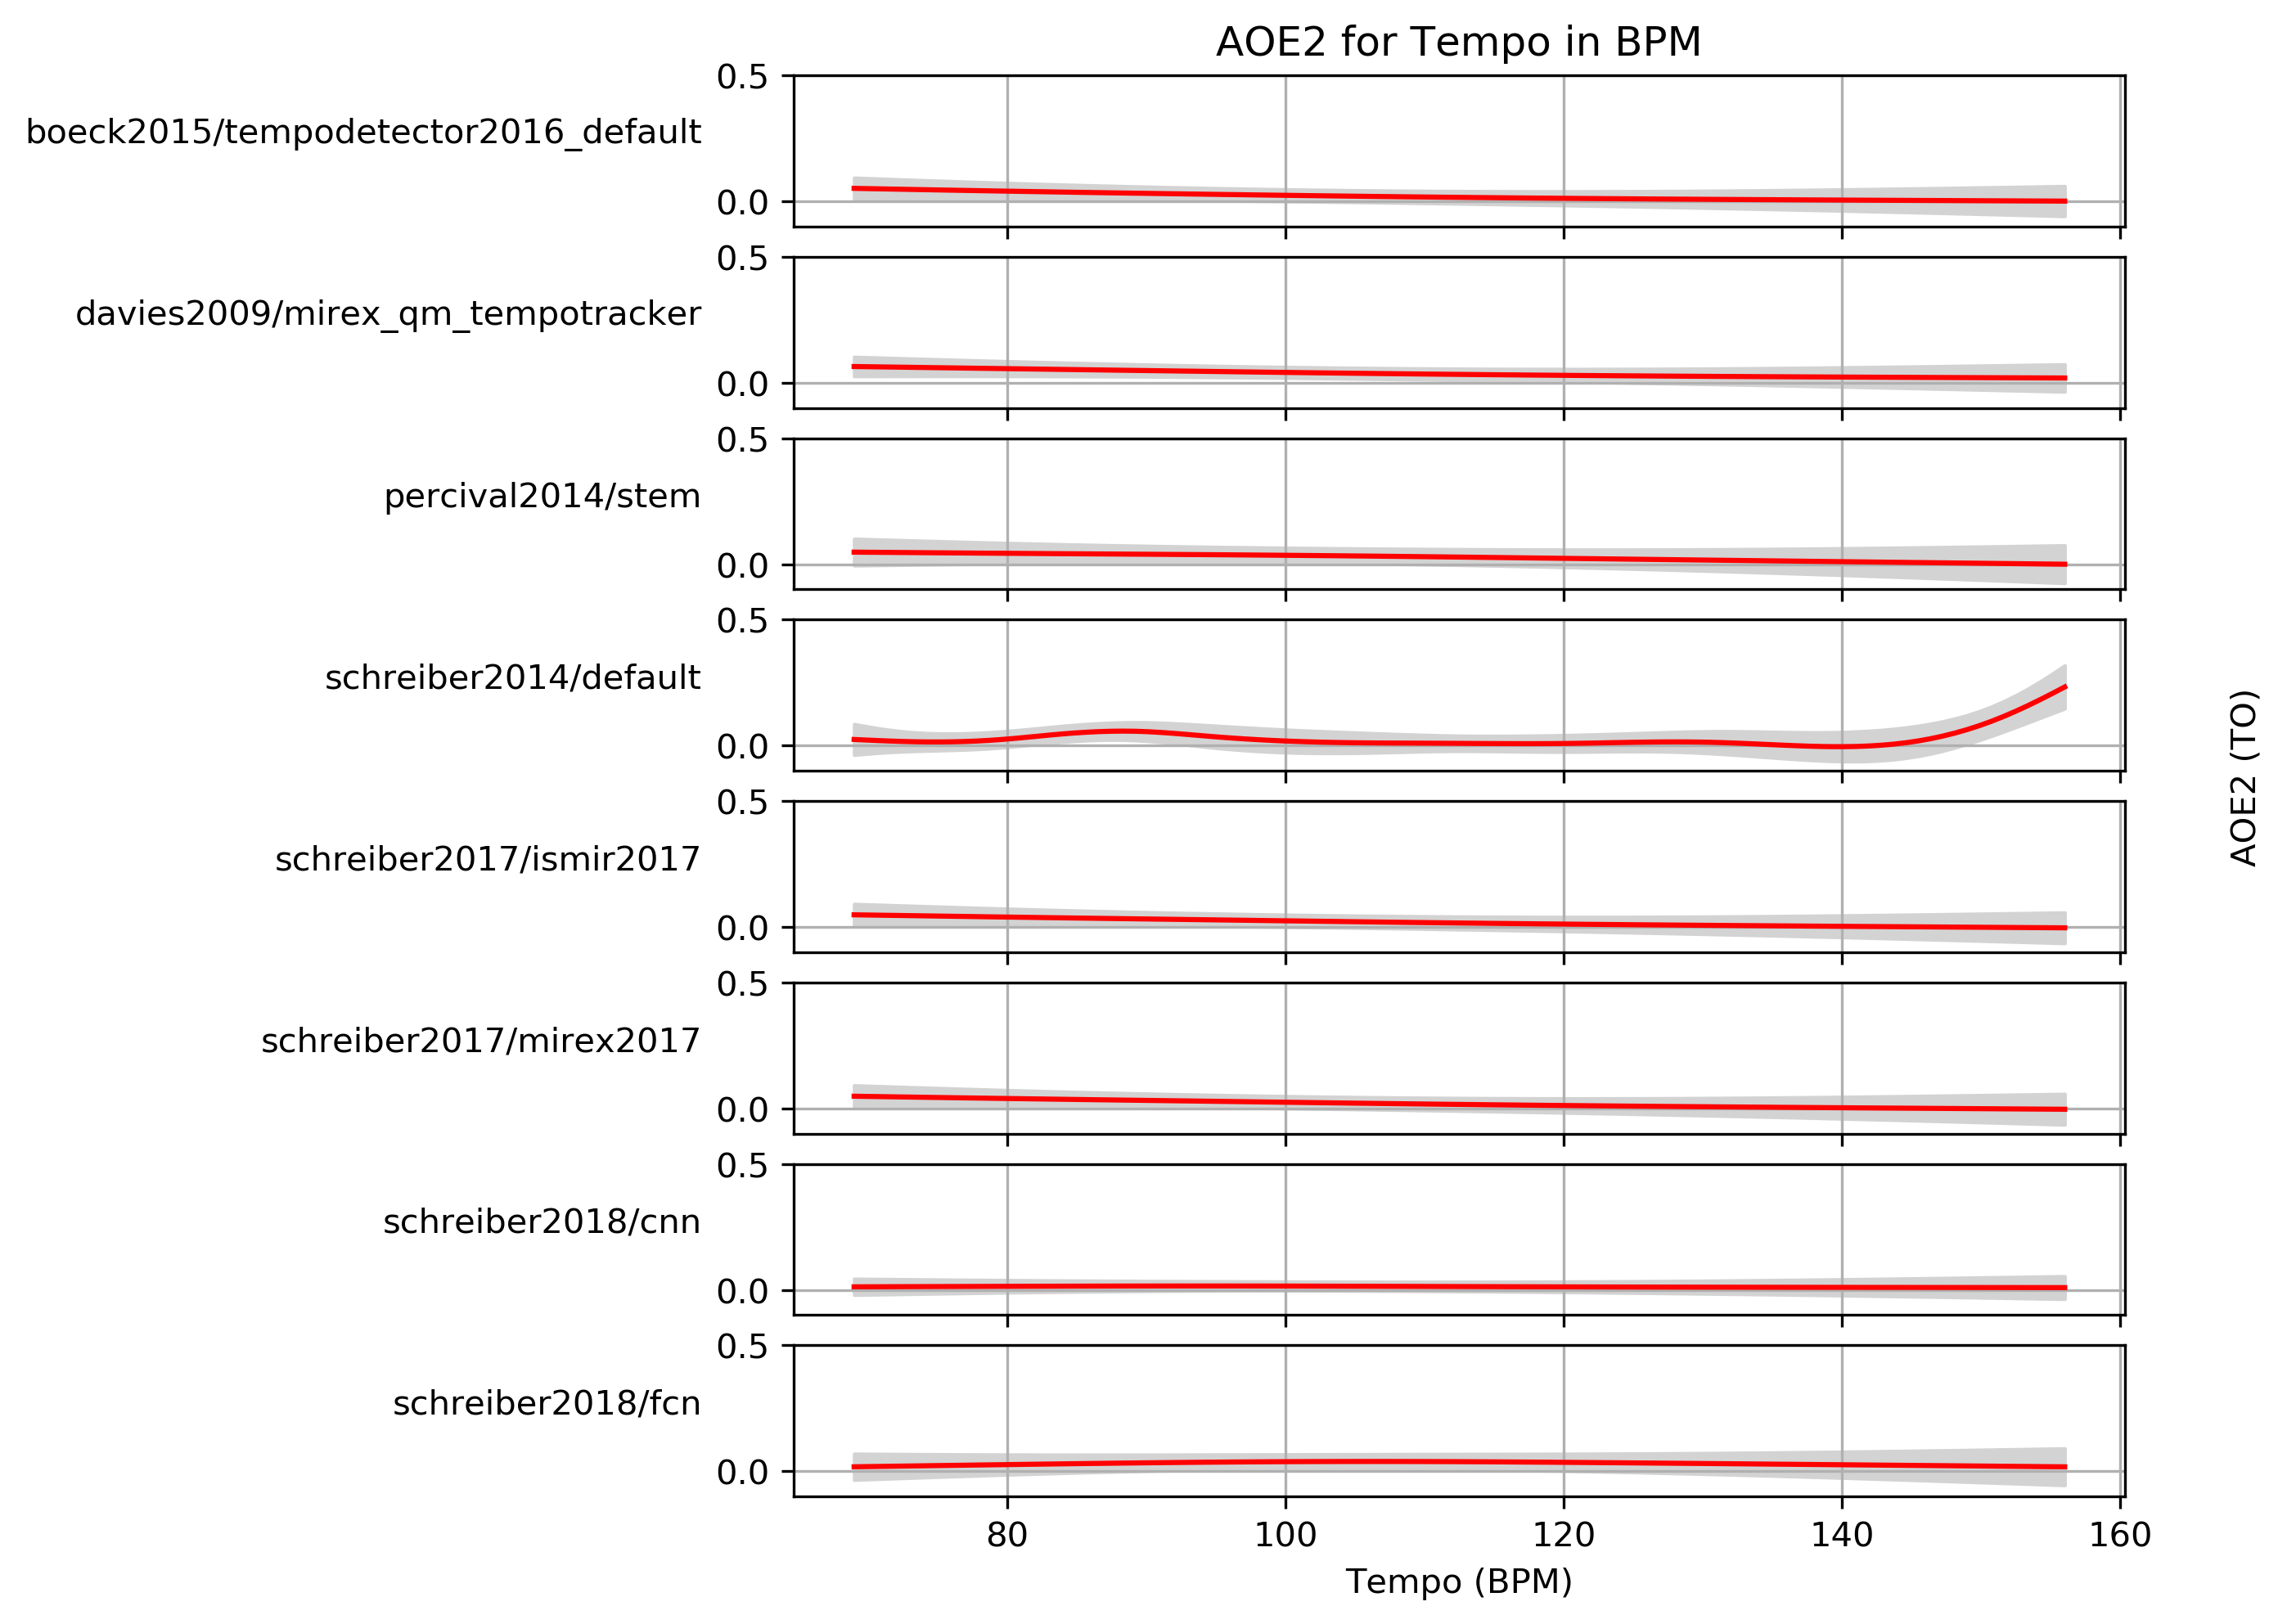 AOE2 for Tempo in BPM
0.5
boeck2015/tempodetector2016_default
0.0
0.5
davies2009/mirex_qm_tempotracker
0.0
0.5
percival2014/stem
0.0
0.5
schreiber2014/default
0.0
AOE2 (TO)
0.5
schreiber2017/ismir2017
0.0
0.5
schreiber2017/mirex2017
0.0
0.5
schreiber2018/cnn
0.0
0.5
schreiber2018/fcn
0.0
80 100 120 140 160
Tempo (BPM)